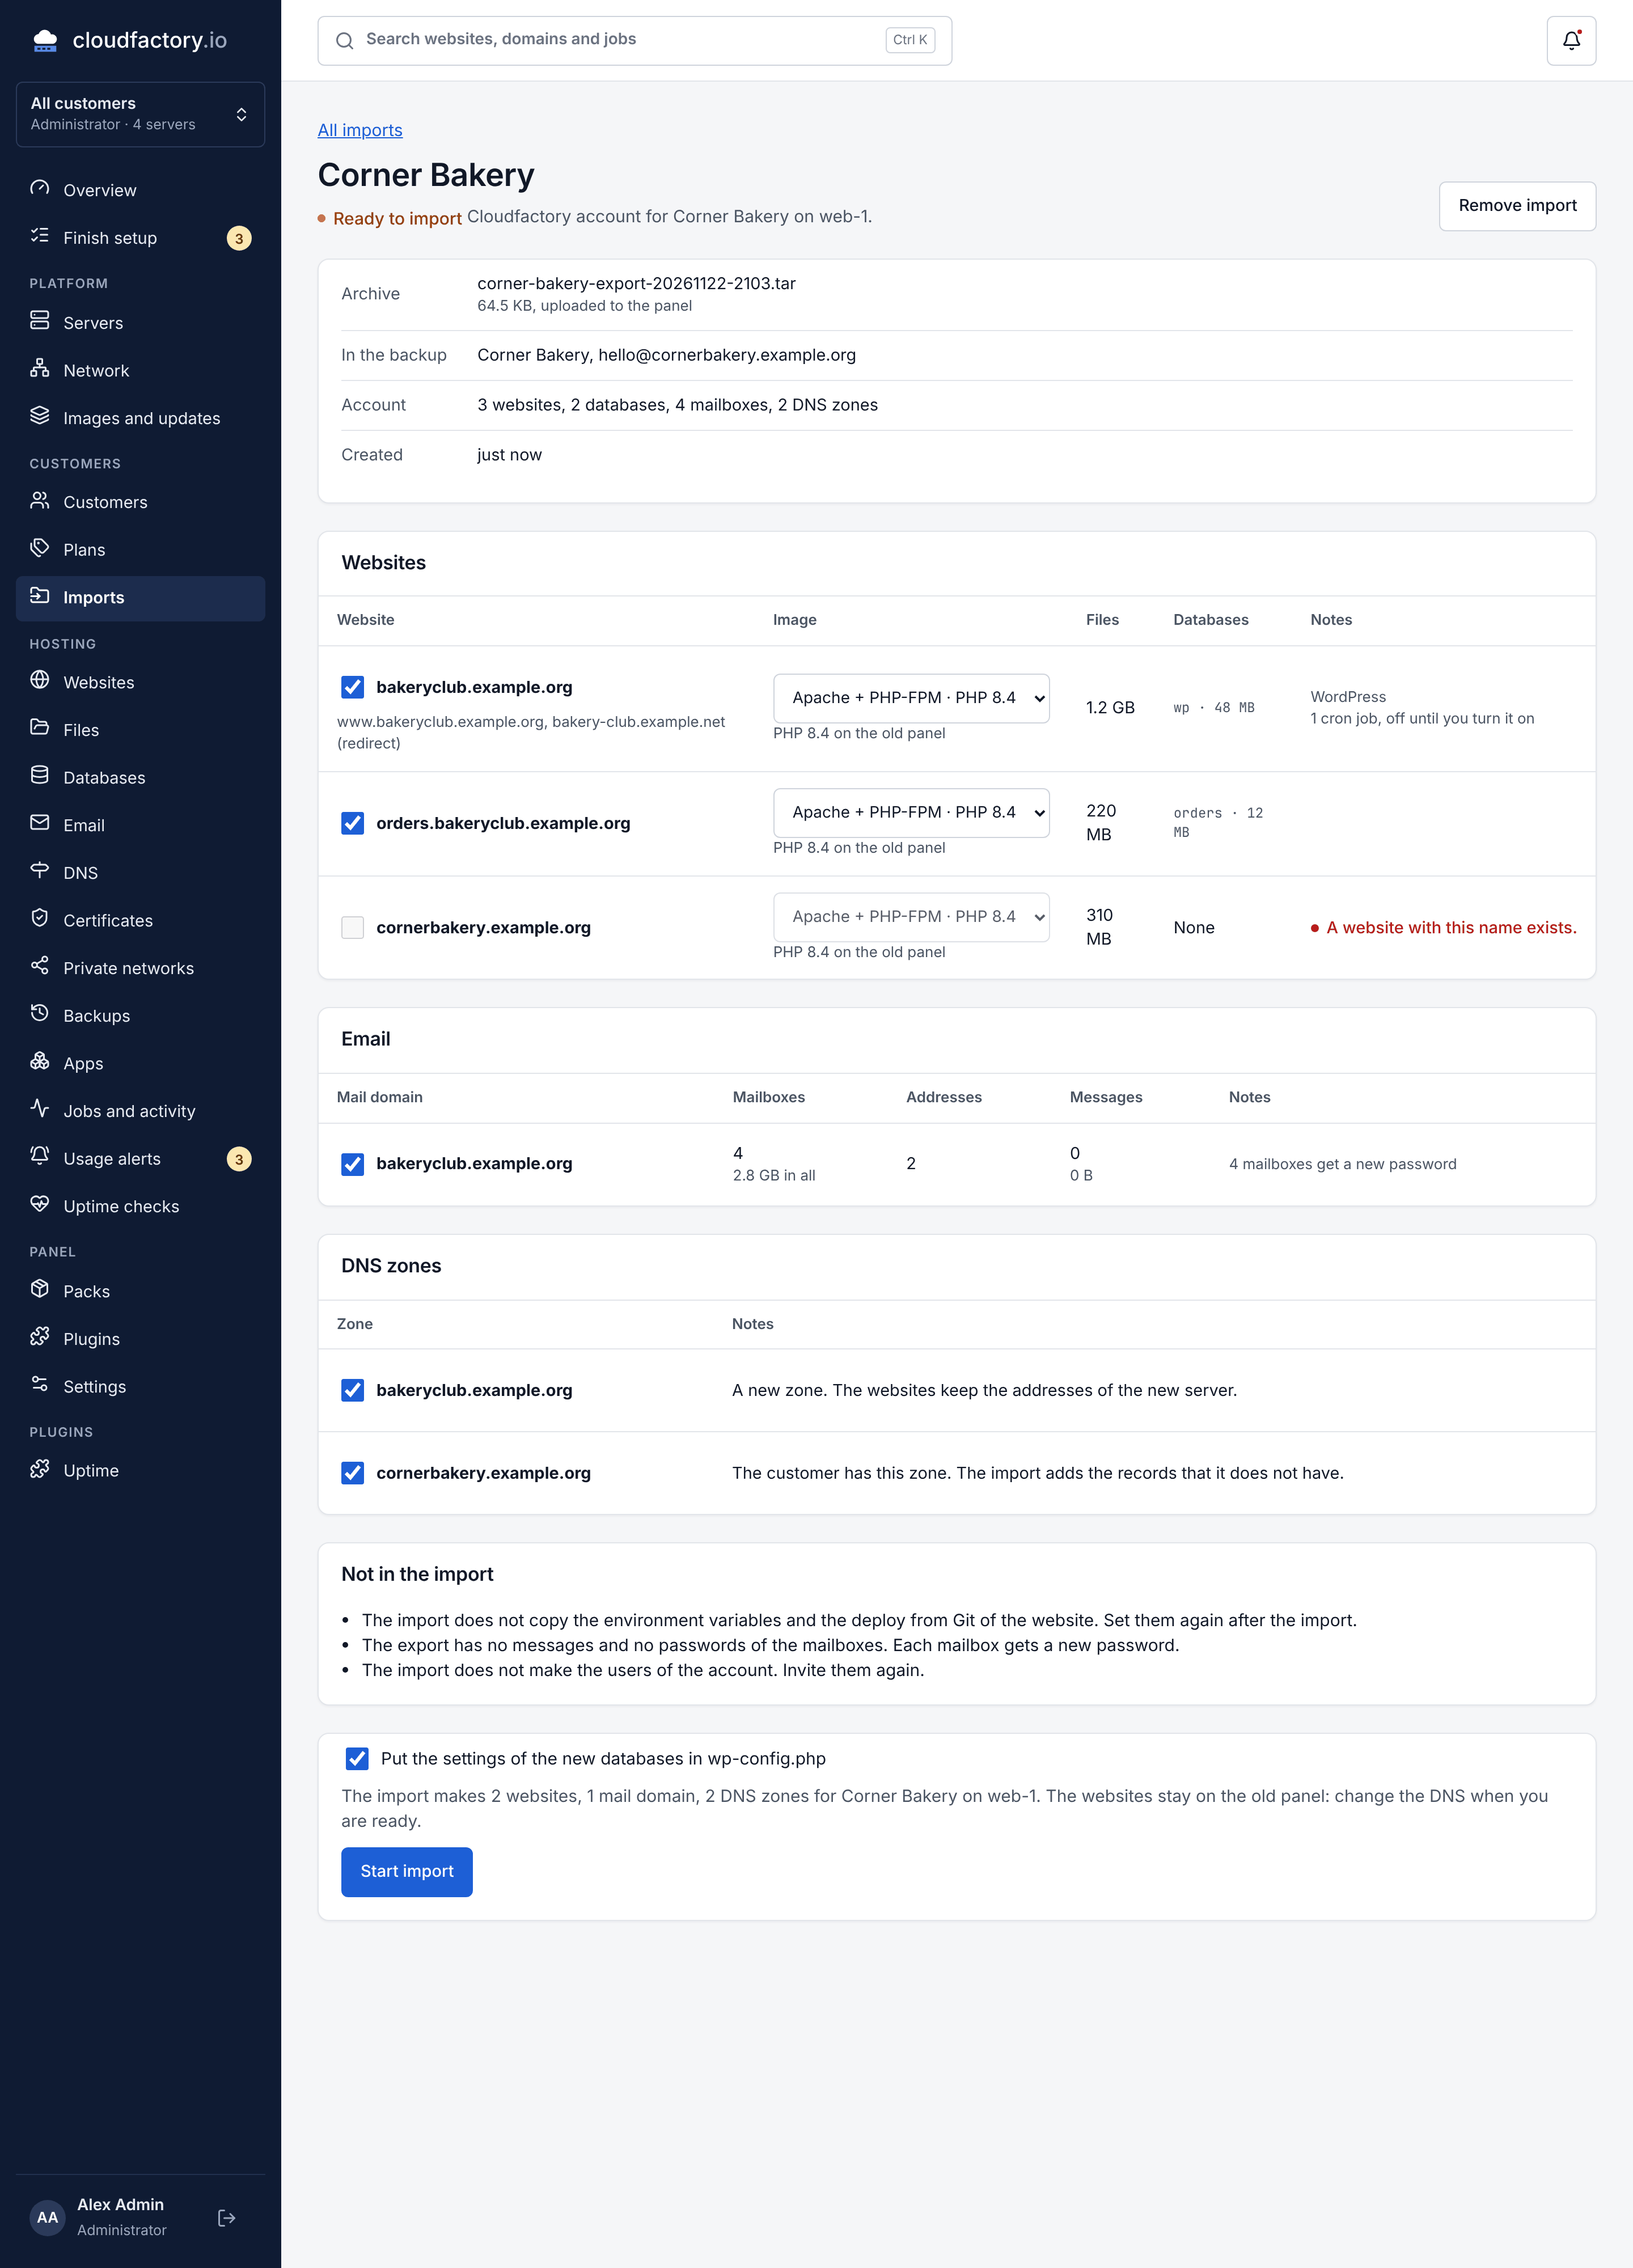 cloudfactory.io
All customers
Administrator · 4 servers
Overview
Finish setup 3
PLATFORM
Servers
Network
Images and updates
CUSTOMERS
Customers
Plans
Imports
HOSTING
Websites
Files
Databases
Email
DNS
Certificates
Private networks
Backups
Apps
Jobs and activity
Usage alerts 3
Uptime checks
PANEL
Packs
Plugins
Settings
PLUGINS
Uptime
AA
Alex Admin
Administrator
Search websites, domains and jobs Ctrl K
All imports
Corner Bakery
Ready to import Cloudfactory account for Corner Bakery on web-1.
Remove import
Archive corner-bakery-export-20261122-2103.tar
64.5 KB, uploaded to the panel
In the backup Corner Bakery, hello@cornerbakery.example.org
Account 3 websites, 2 databases, 4 mailboxes, 2 DNS zones
Created just now
Websites
Website Image Files Databases Notes
bakeryclub.example.org
www.bakeryclub.example.org, bakery-club.example.net
(redirect)
Apache + PHP-FPM · PHP 8.4
PHP 8.4 on the old panel
1.2 GB
wp · 48 MB
WordPress
1 cron job, off until you turn it on
orders.bakeryclub.example.org
Apache + PHP-FPM · PHP 8.4
PHP 8.4 on the old panel
220
MB
orders · 12
MB
cornerbakery.example.org
Apache + PHP-FPM · PHP 8.4
PHP 8.4 on the old panel
310
MB
None
A website with this name exists.
Email
Mail domain Mailboxes Addresses Messages Notes
bakeryclub.example.org
4
2.8 GB in all
2
0
0 B
4 mailboxes get a new password
DNS zones
Zone Notes
bakeryclub.example.org A new zone. The websites keep the addresses of the new server.
cornerbakery.example.org The customer has this zone. The import adds the records that it does not have.
Not in the import
• The import does not copy the environment variables and the deploy from Git of the website. Set them again after the import.
• The export has no messages and no passwords of the mailboxes. Each mailbox gets a new password.
• The import does not make the users of the account. Invite them again.
Put the settings of the new databases in wp-config.php
The import makes 2 websites, 1 mail domain, 2 DNS zones for Corner Bakery on web-1. The websites stay on the old panel: change the DNS when you
are ready.
Start import